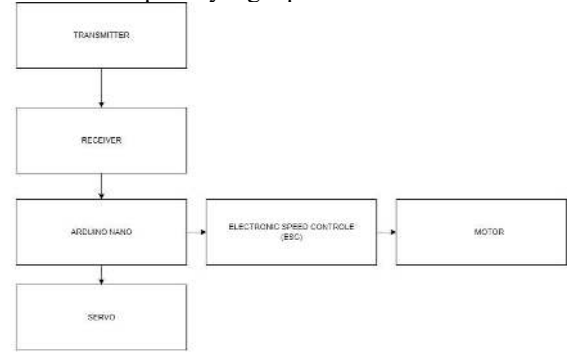 TRANSMITTER
RECEIVER
ARDUINO NANO
ELECTRONIC SPEED CONTROLE
(ESC)
MOTOR
SERVO